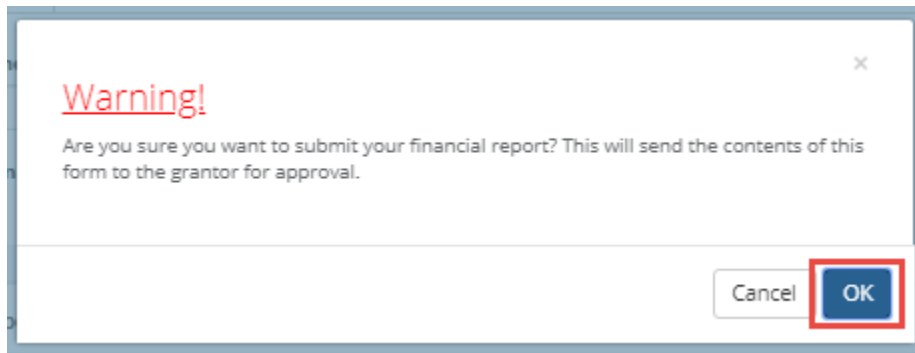 Warning!
Are you sure you want to submit your financial report? This will send the contents of this
form to the grantor for approval.
Cancel
OK